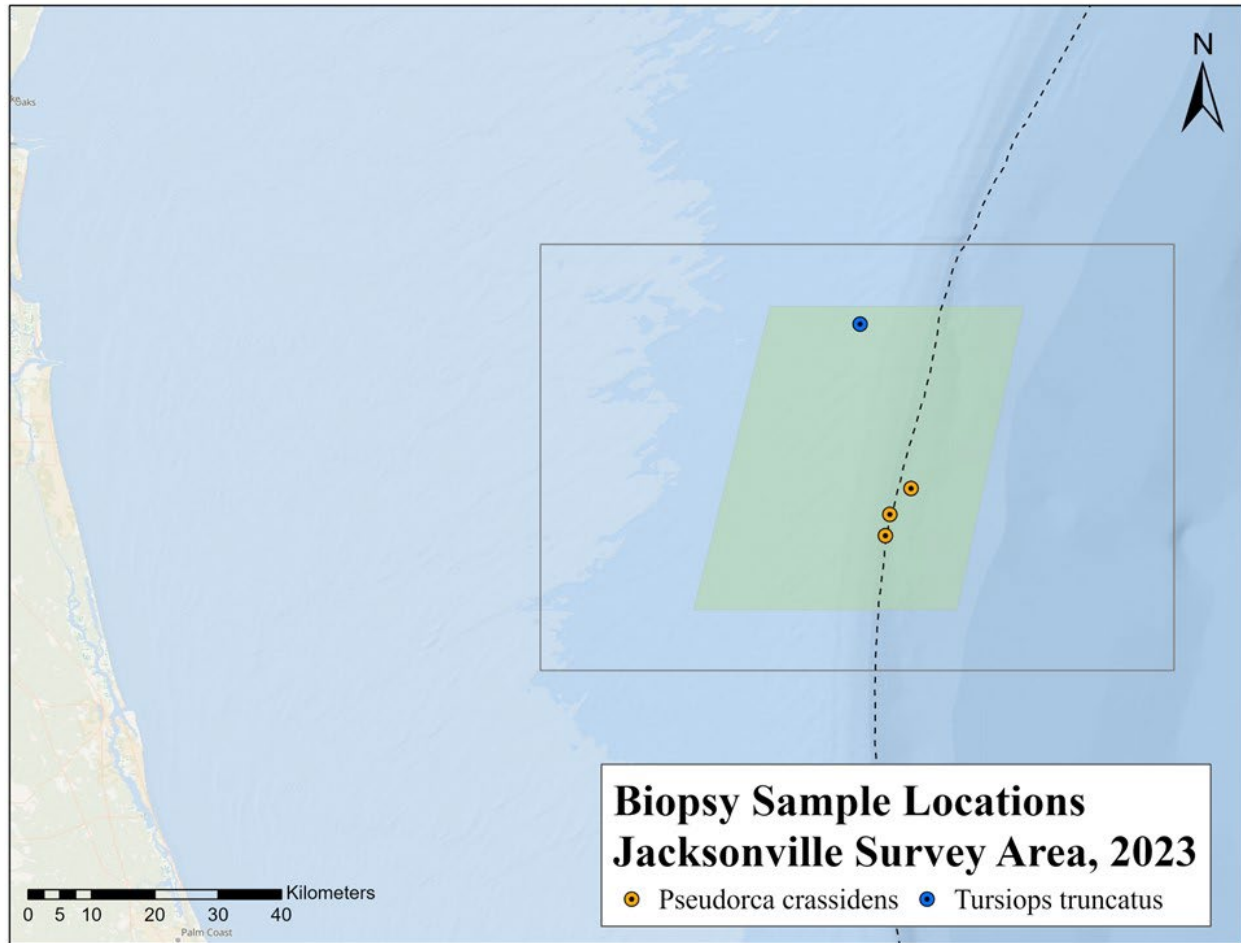 N
Oaks
Biopsy Sample Locations
Jacksonville Survey Area, 2023
Pseudorca crassidens Tursiops truncatus
Kilometers
0 5 10 20 30 40
Palm Coast